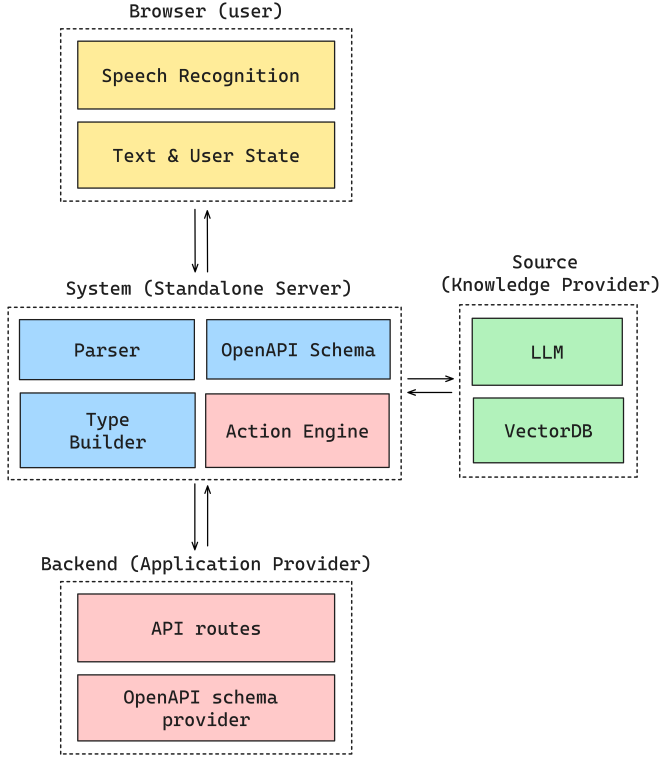 Browser (user)
Speech Recognition
Text & User State
System (Standalone Server)
Parser
OpenAPI Schema
Type
Builder
Action Engine
Source
(Knowledge Provider)
LLM
VectorDB
Backend (Application Provider)
API routes
OpenAPI schema
provider